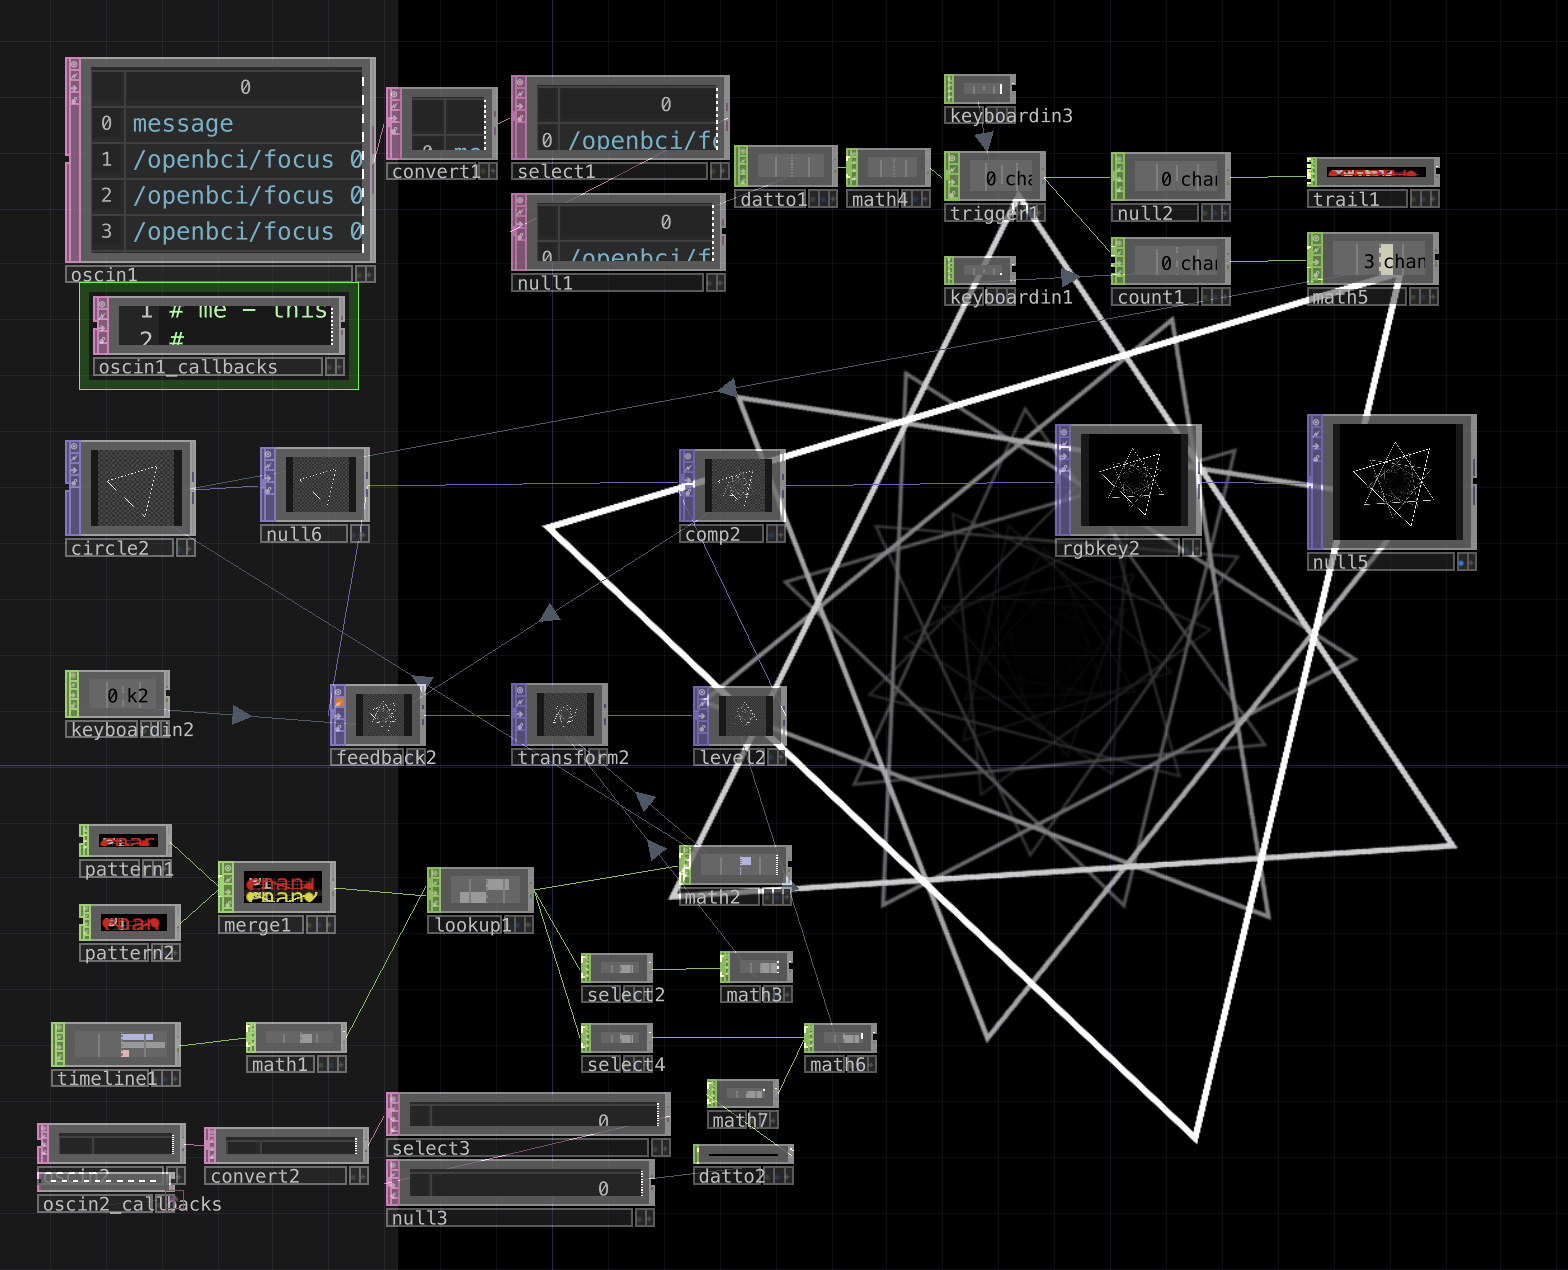 0
0 message
1 /openbci/focus 0
2 /openbci/focus 0
3 /openbci/focus 0
oscin1
convert1
0
0 /openbci/f
select1
0
0 /openbci/f
null1
datto1
math4
keyboardin3
0 cha
trigger1
0 chan
null2
trail1
keyboardin1
0 chan
count1
3 chan
math5
1 # me - this
2 #
oscin1_callbacks
circle2
null6
comp2
rgbkey2
null5
0 k2
keyboardin2
feedback2
transform2
level2
pattern1
pattern2
merge1
lookup1
math2
select2
math3
timeline1
math1
select4
math6
math7
oscin2
oscin2_callbacks
convert2
0
select3
0
null3
datto2